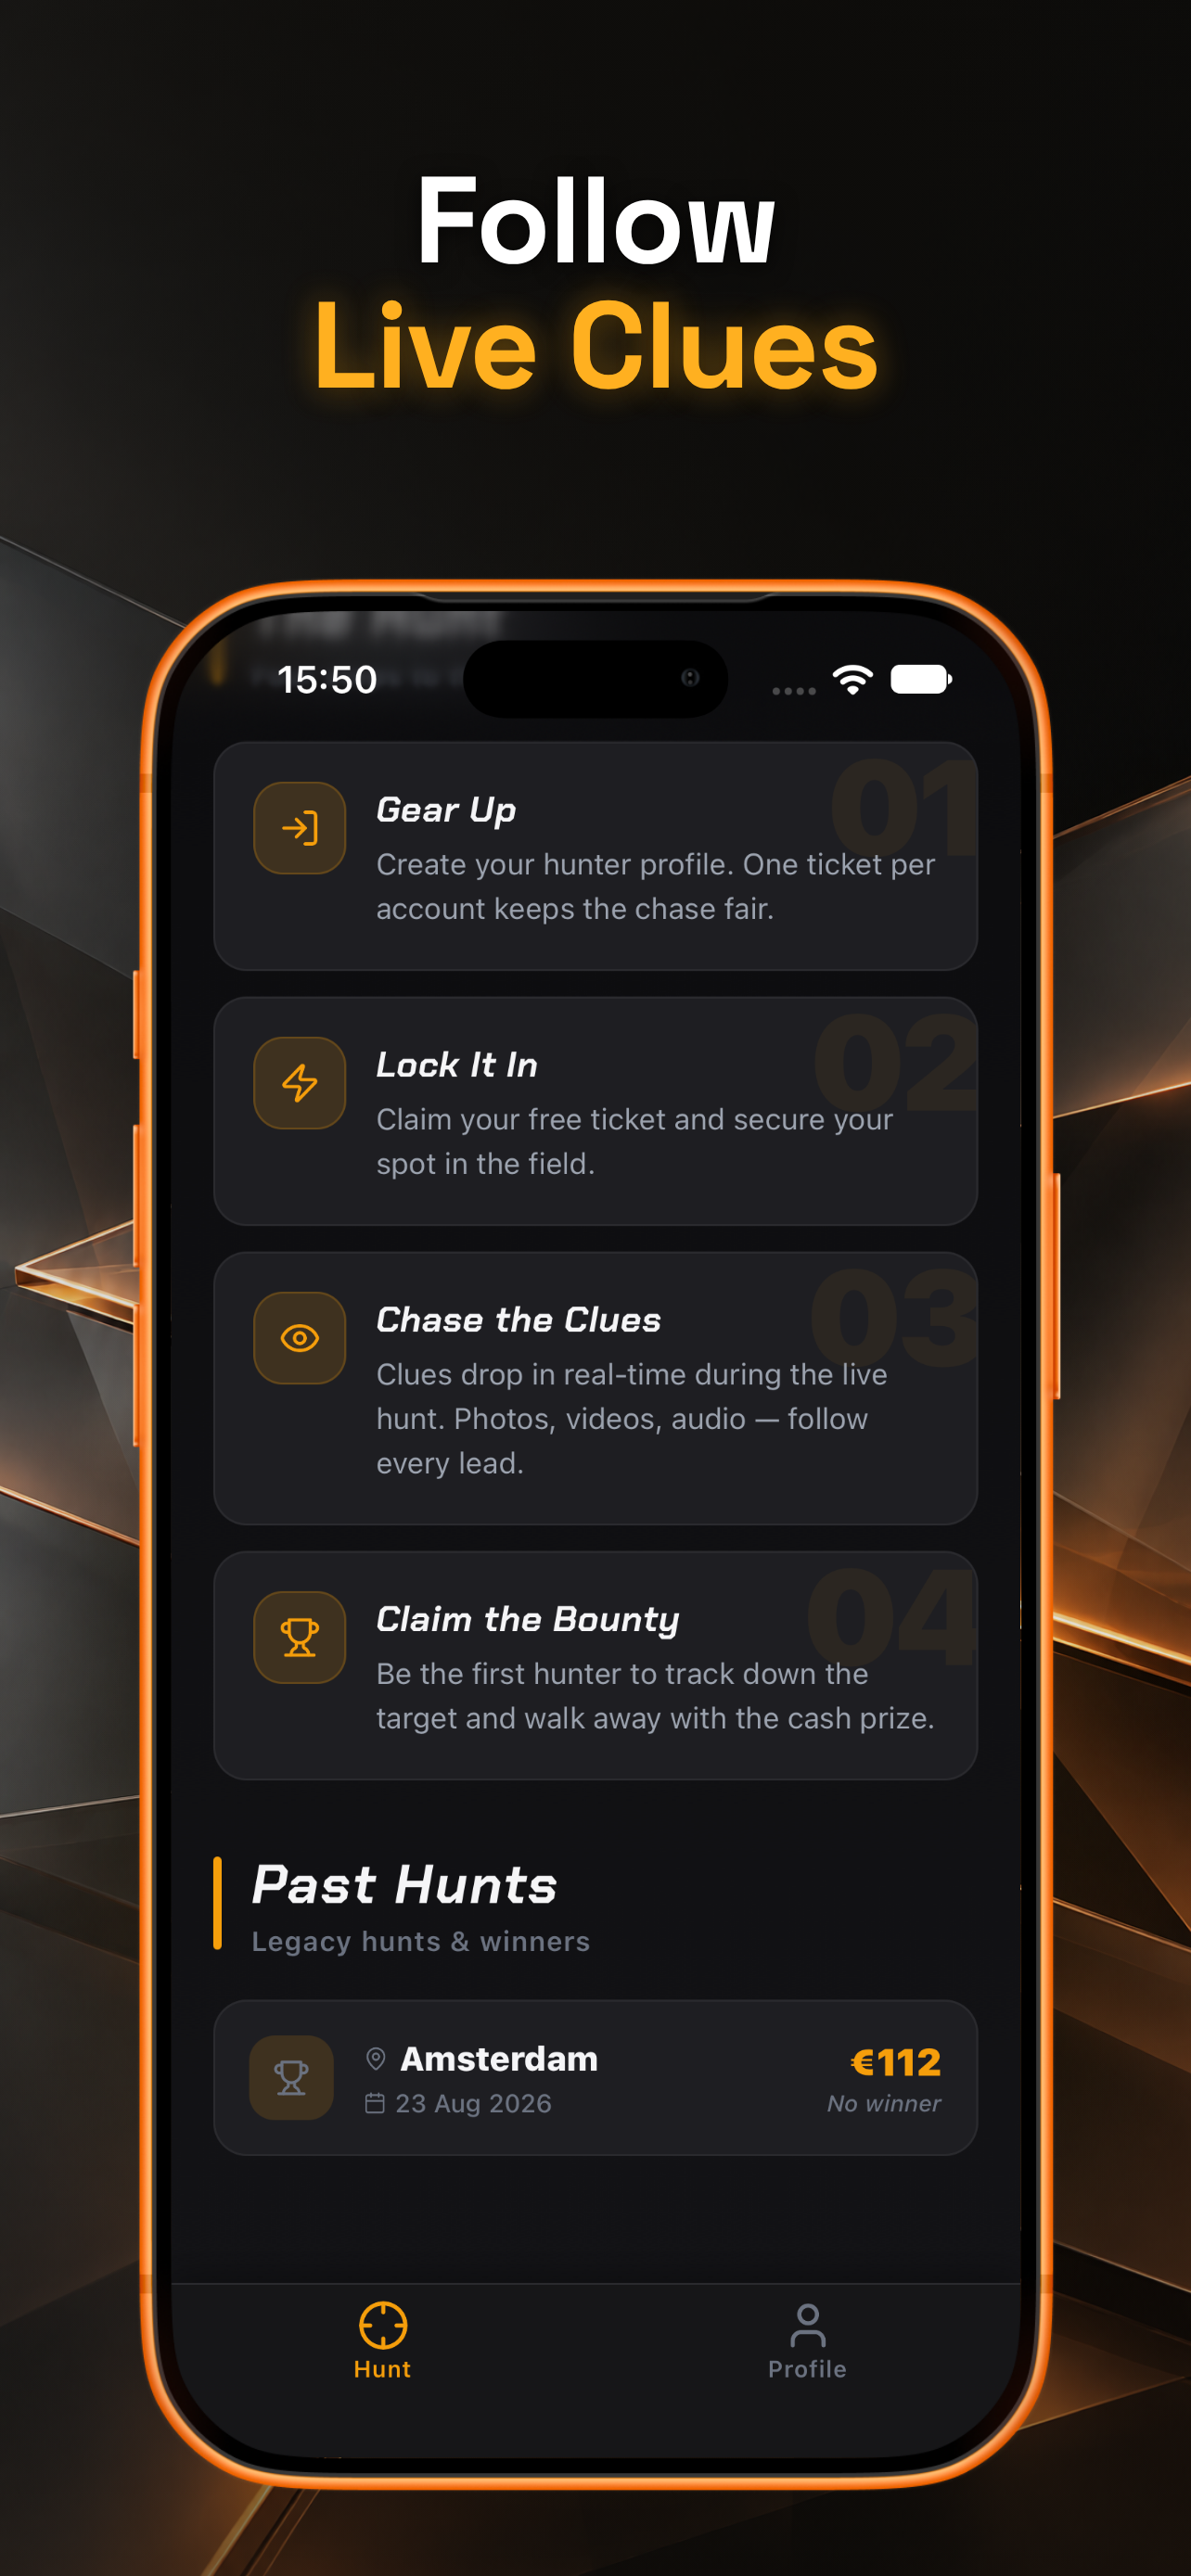 Follow
Live Clues
15:50
01
Gear Up
Create your hunter profile. One ticket per
account keeps the chase fair.
02
Lock It In
Claim your free ticket and secure your
spot in the field.
03
Chase the Clues
Clues drop in real-time during the live
hunt. Photos, videos, audio — follow
every lead.
04
Claim the Bounty
Be the first hunter to track down the
target and walk away with the cash prize.
Past Hunts
Legacy hunts & winners
Amsterdam
€112
23 Aug 2026
No winner
Hunt
Profile